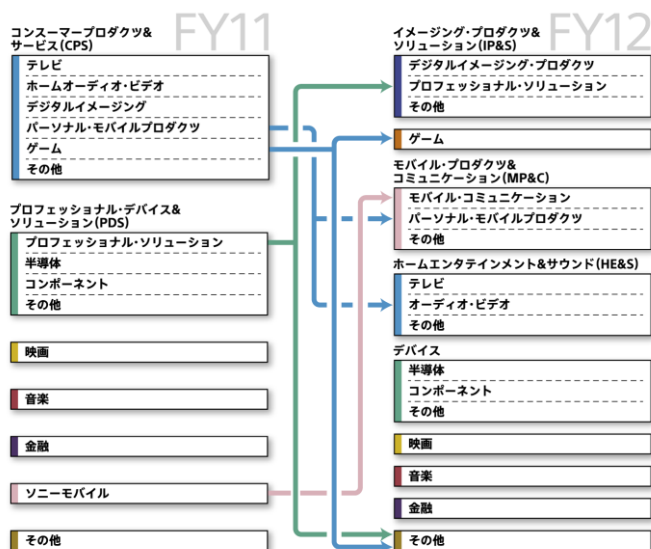 FY11
コンスーマープロダクツ&
サービス(CPS)
テレビ
ホームオーディオ・ビデオ
デジタルイメージング
パーソナル・モバイルプロダクツ
ゲーム
その他
プロフェッショナル・デバイス&
ソリューション(PDS)
プロフェッショナル・ソリューション
半導体
コンポーネント
その他
映画
音楽
金融
ソニーモバイル
その他
FY12
イメージング・プロダクツ&
ソリューション(IP&S)
デジタルイメージング・プロダクツ
プロフェッショナル・ソリューション
その他
ゲーム
モバイル・プロダクツ&
コミュニケーション(MP&C)
モバイル・コミュニケーション
パーソナル・モバイルプロダクツ
その他
ホームエンタテインメント&サウンド(HE&S)
テレビ
オーディオ・ビデオ
その他
デバイス
半導体
コンポーネント
その他
映画
音楽
金融
その他